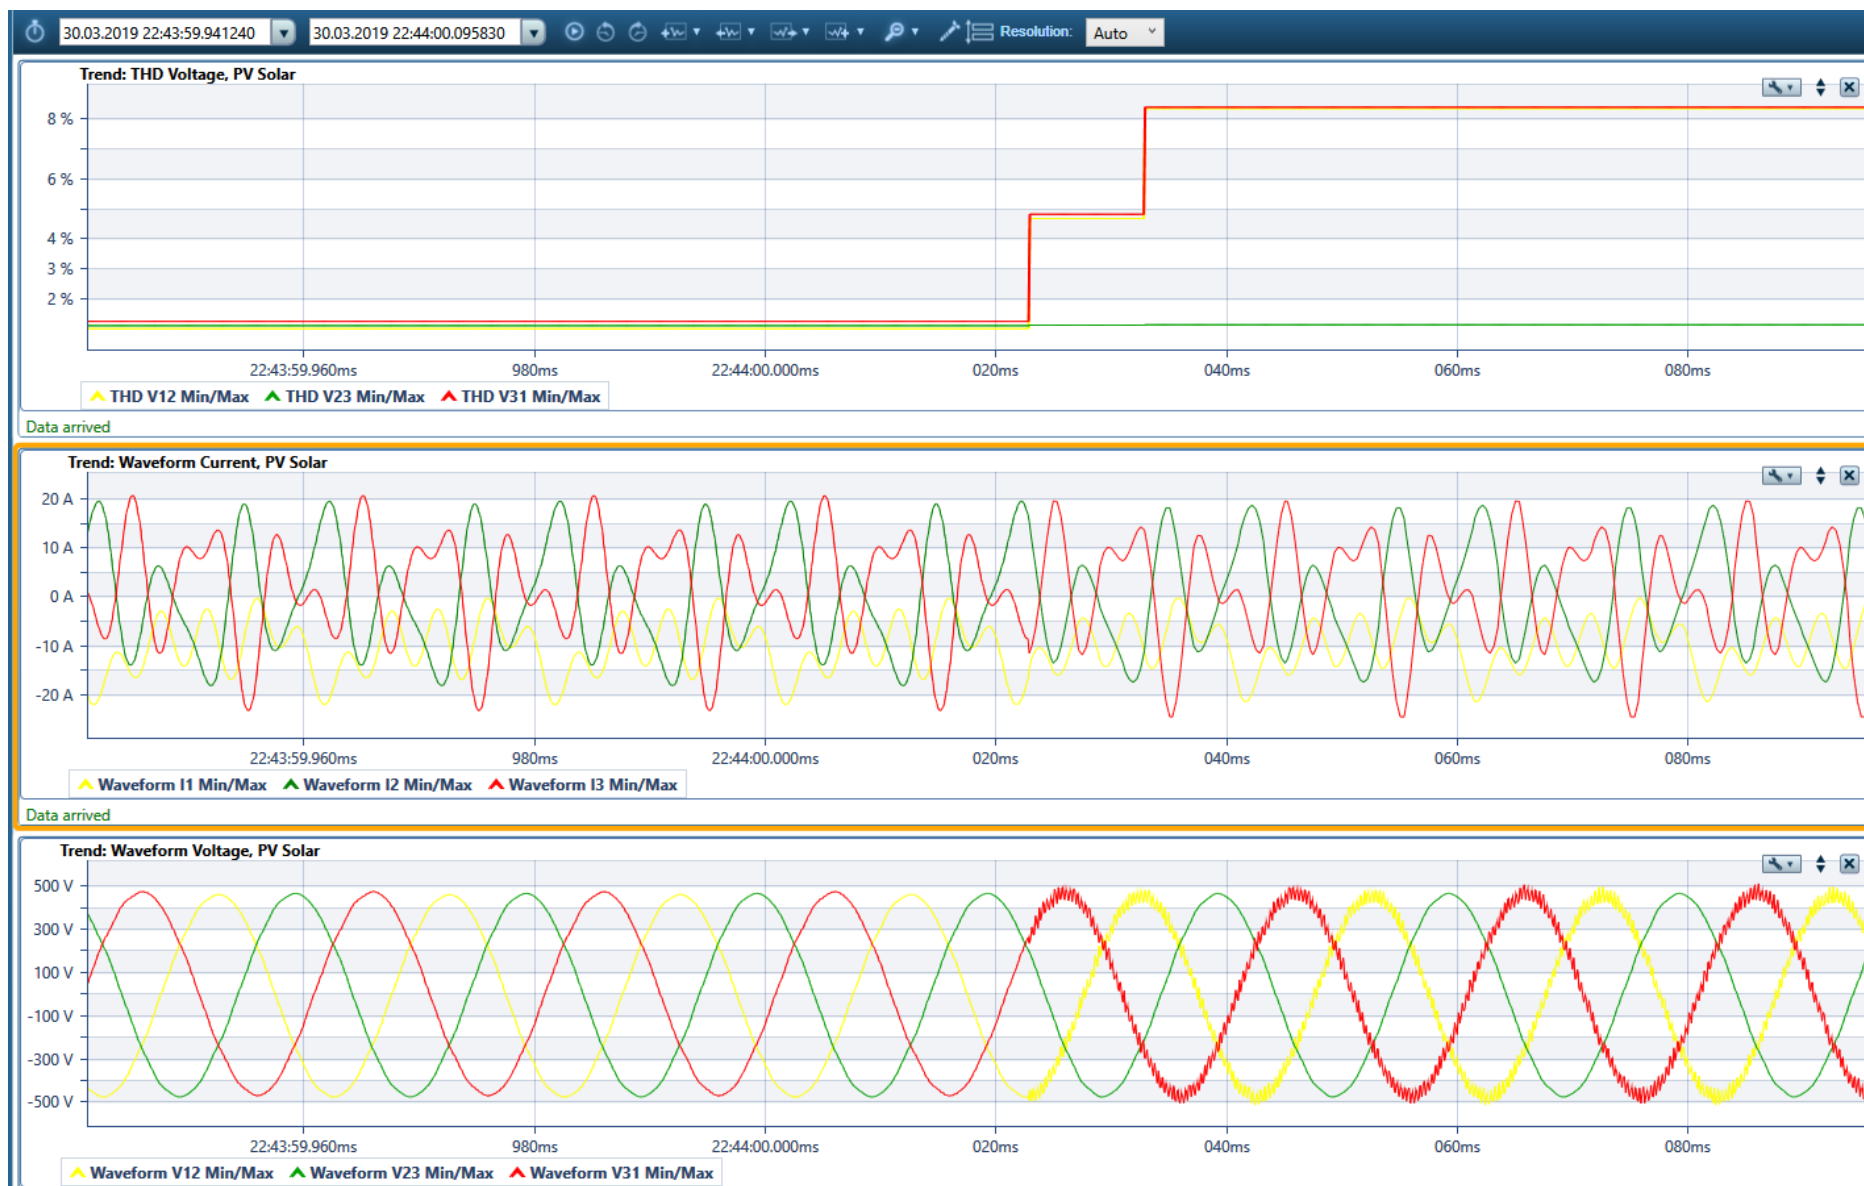 30.03.2019 22:43:59.941240 30.03.2019 22:44:00.095830 Resolution: Auto
Trend: THD Voltage, PV Solar
8 %
6 %
4 %
3 %
2 %
22:43:59.960ms 980ms 22:44:00.000ms 020ms 040ms 060ms 080ms
THD V12 Min/Max THD V23 Min/Max THD V31 Min/Max
Data arrived
Trend: Waveform Current, PV Solar
20 A
10 A
0 A
-10 A
-20 A
22:43:59.960ms 980ms 22:44:00.000ms 020ms 040ms 060ms 080ms
Waveform I1 Min/Max Waveform I2 Min/Max Waveform I3 Min/Max
Data arrived
Trend: Waveform Voltage, PV Solar
500 V
300 V
100 V
-100 V
-300 V
-500 V
22:43:59.960ms 980ms 22:44:00.000ms 020ms 040ms 060ms 080ms
Waveform V12 Min/Max Waveform V23 Min/Max Waveform V31 Min/Max